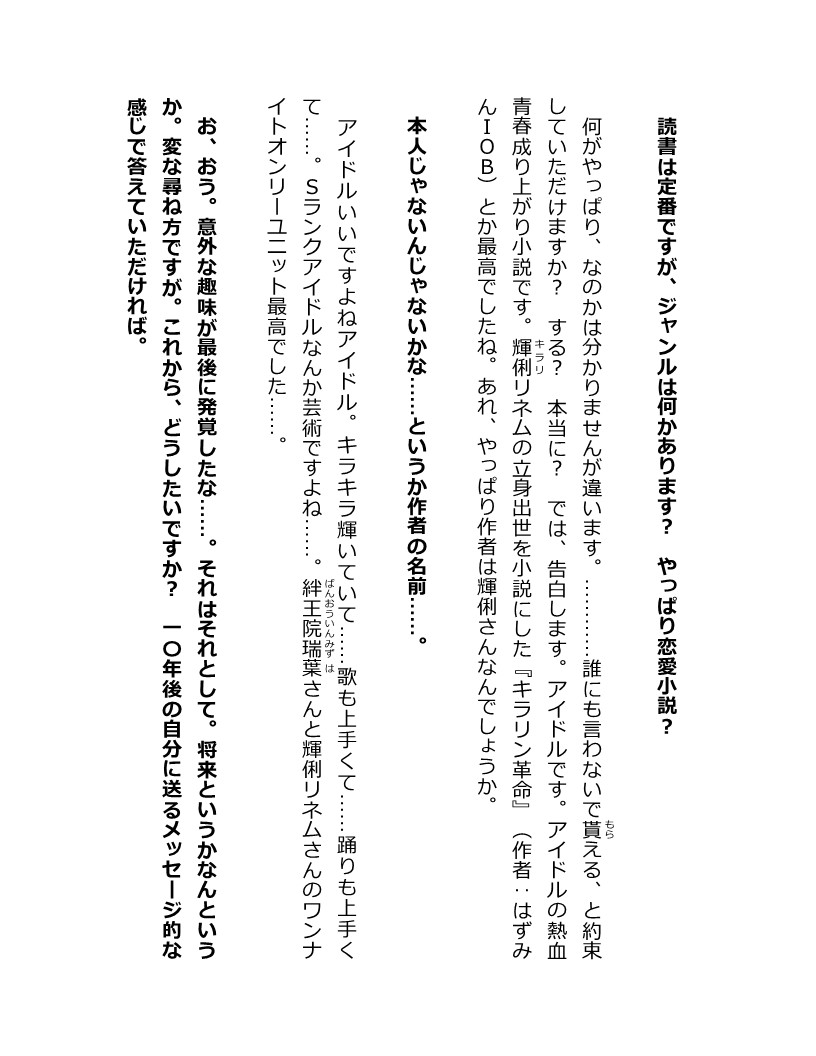 読書は定番ですが、ジャンルは何かあります？　やっぱり恋愛小説？
何がやっぱり、なのかは分かりませんが違います。…………誰にも言わないで貰える、と約束
もら
していただけますか？　する？　本当に？　では、告白します。アイドルです。アイドルの熱血
青春成り上がり小説です。輝俐リネムの立身出世を小説にした『キラリン革命』（作者：はずみ
キラリ
んＩＯＢ）とか最高でしたね。あれ、やっぱり作者は輝俐さんなんでしょうか。
本人じゃないんじゃないかな……というか作者の名前……。
アイドルいいですよねアイドル。キラキラ輝いていて……歌も上手くて……踊りも上手く
て……。Ｓランクアイドルなんか芸術ですよね……。絆王院瑞葉さんと輝俐リネムさんのワンナ
ばんおういんみずは
イトオンリーユニット最高でした……。
お、おう。意外な趣味が最後に発覚したな……。それはそれとして。将来というかなんという
か。変な尋ね方ですが。これから、どうしたいですか？　一〇年後の自分に送るメッセージ的な
感じで答えていただければ。